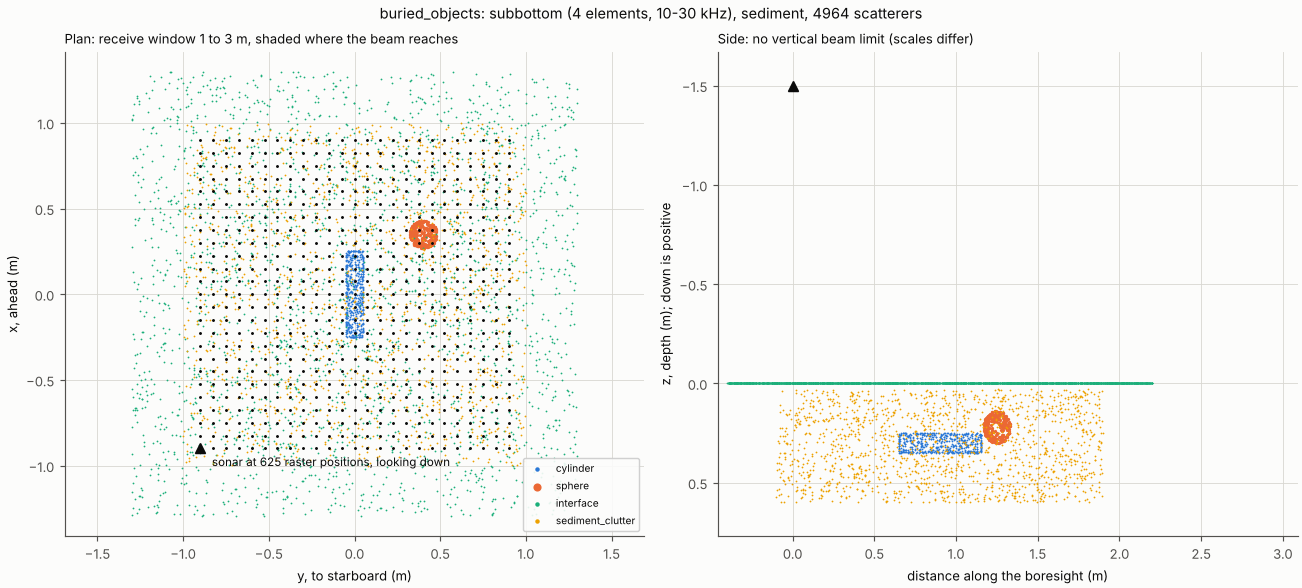 buried_objects: subbottom (4 elements, 10-30 kHz), sediment, 4964 scatterers
Plan: receive window 1 to 3 m, shaded where the beam reaches
x, ahead (m)
1.0
0.5
0.0
−0.5
−1.0
−1.5
−1.0
−0.5
0.0
0.5
1.0
1.5
y, to starboard (m)
sonar at 625 raster positions, looking down
cylinder
sphere
interface
sediment_clutter
Side: no vertical beam limit (scales differ)
z, depth (m); down is positive
−1.5
−1.0
−0.5
0.0
0.5
0.0
0.5
1.0
1.5
2.0
2.5
3.0
distance along the boresight (m)